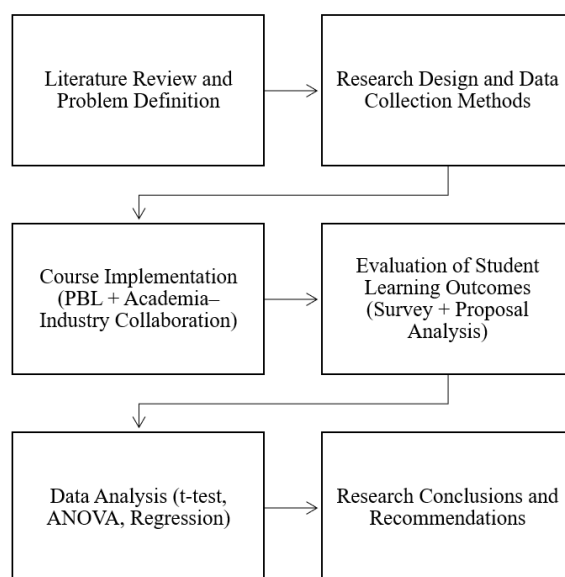 Literature Review and
Problem Definition
Research Design and Data
Collection Methods
Course Implementation
(PBL + Academia–
Industry Collaboration)
Evaluation of Student
Learning Outcomes
(Survey + Proposal
Analysis)
Data Analysis (t-test,
ANOVA, Regression)
Research Conclusions and
Recommendations